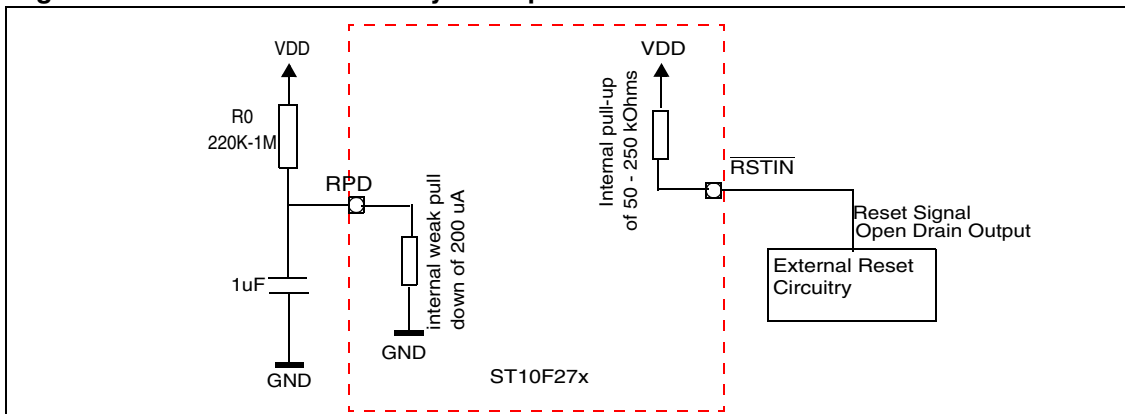 VDD
R0
220K-1M
RPD
1uF
GND
internal weak pull
down of 200 uA
GND
VDD
Internal pull-up
of 50 - 250 kOhms
RSTIN
Reset Signal
Open Drain Output
External Reset
Circuitry
ST10F27x